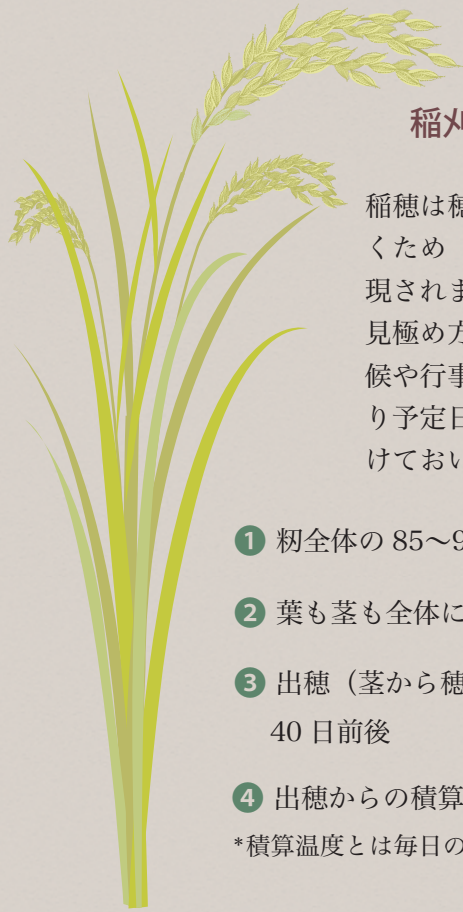 稲刈
稲穂は穂
くため
現されま
見極め方
候や行事
り予定日
けておい
❶ 籾全体の 85〜9
❷ 葉も茎も全体に
❸ 出穂（茎から穂
40 日前後
❹ 出穂からの積算
*積算温度とは毎日の